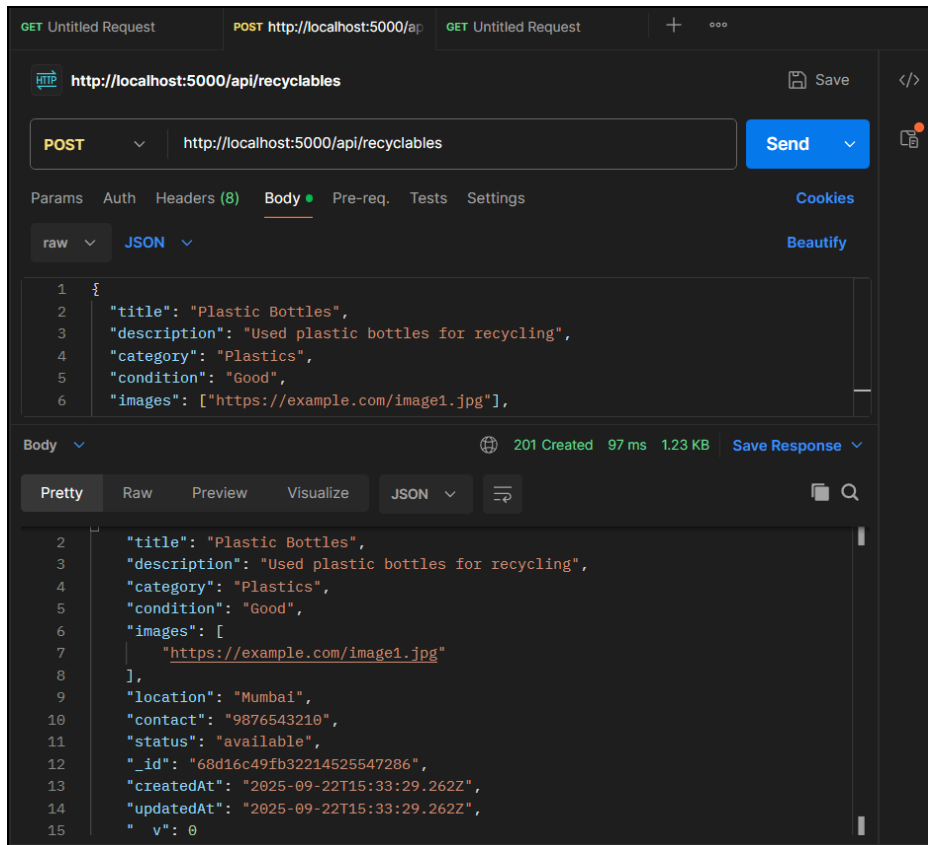 GET Untitled Request POST http://localhost:5000/ap GET Untitled Request
HTTP http://localhost:5000/api/recyclables Save
POST http://localhost:5000/api/recyclables Send
Params Auth Headers (8) Body Pre-req. Tests Settings Cookies
raw JSON Beautify
1 {
2 "title": "Plastic Bottles",
3 "description": "Used plastic bottles for recycling",
4 "category": "Plastics",
5 "condition": "Good",
6 "images": ["https://example.com/image1.jpg"],
Body 201 Created 97 ms 1.23 KB Save Response
Pretty Raw Preview Visualize JSON
2 "title": "Plastic Bottles",
3 "description": "Used plastic bottles for recycling",
4 "category": "Plastics",
5 "condition": "Good",
6 "images": [
7 "https://example.com/image1.jpg"
8 ],
9 "location": "Mumbai",
10 "contact": "9876543210",
11 "status": "available",
12 "_id": "68d16c49fb32214525547286",
13 "createdAt": "2025-09-22T15:33:29.262Z",
14 "updatedAt": "2025-09-22T15:33:29.262Z",
15 "__v": 0